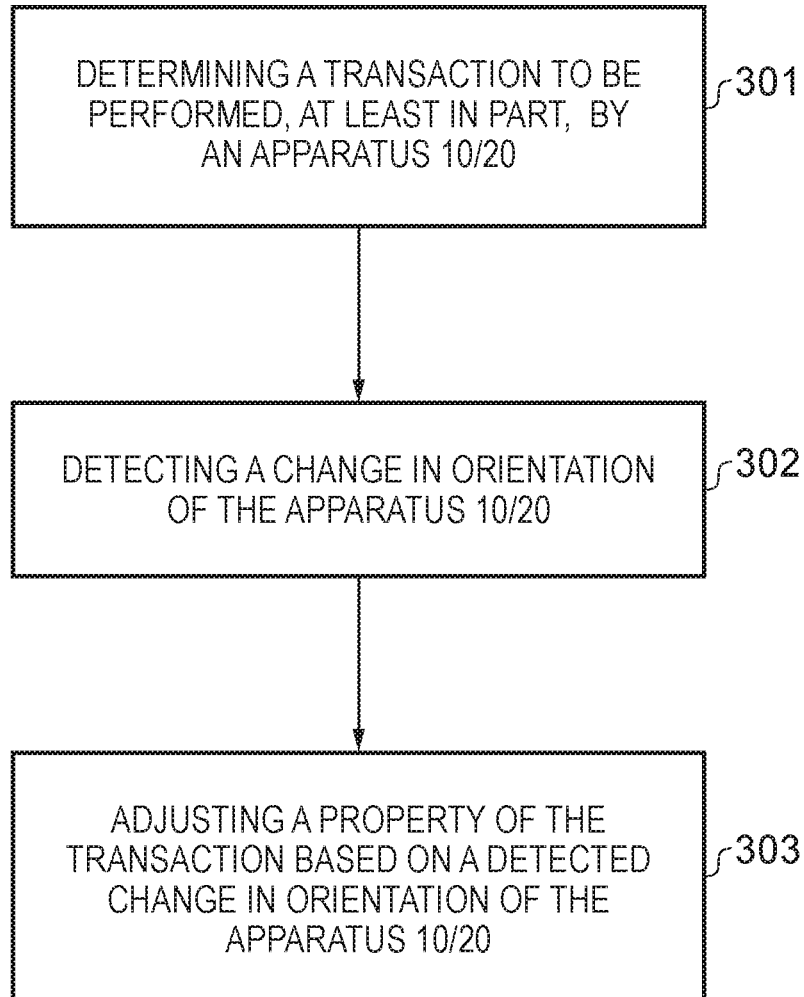 DETERMINING A TRANSACTION TO BE
PERFORMED, AT LEAST IN PART, BY
AN APPARATUS 10/20
301
DETECTING A CHANGE IN ORIENTATION
OF THE APPARATUS 10/20
302
ADJUSTING A PROPERTY OF THE
TRANSACTION BASED ON A DETECTED
CHANGE IN ORIENTATION OF THE
APPARATUS 10/20
303